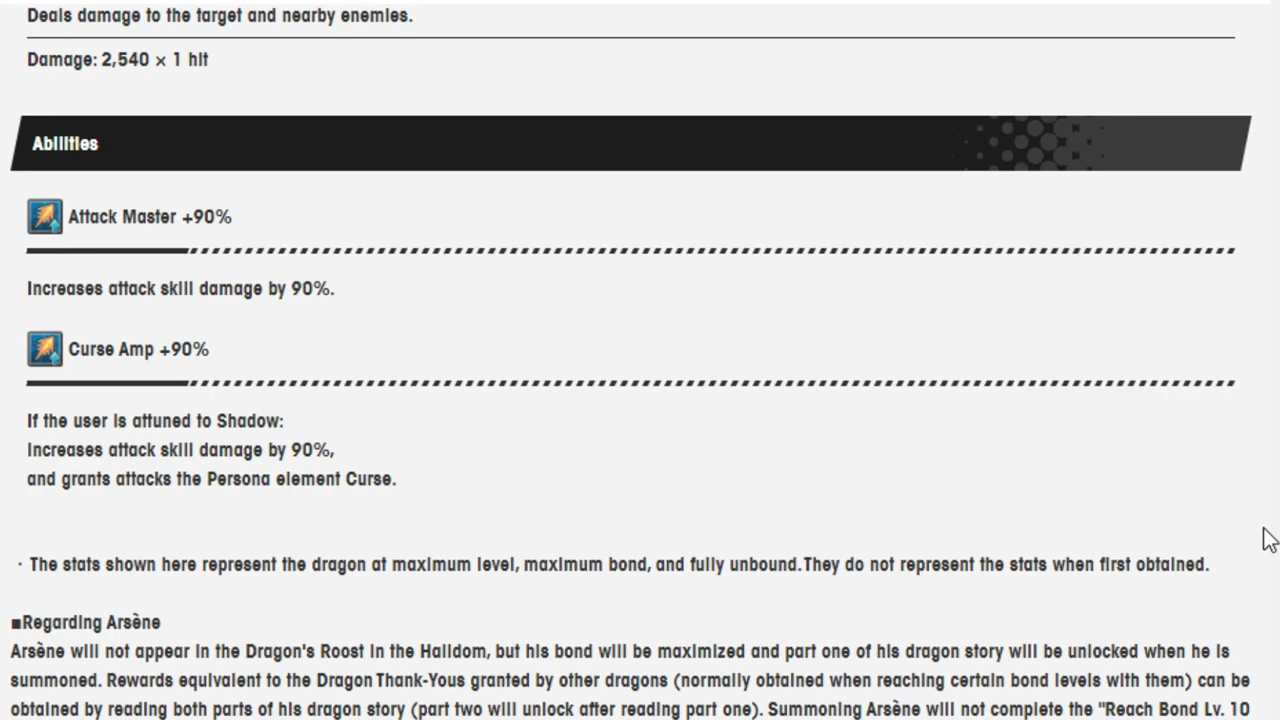 Deals damage to the target and nearby enemies.
Damage: 2,540 × 1 hit
Abilities
Attack Master +90%
Increases attack skill damage by 90%.
Curse Amp +90%
If the user is attuned to Shadow:
Increases attack skill damage by 90%,
and grants attacks the Persona element Curse.
· The stats shown here represent the dragon at maximum level, maximum bond, and fully unbound.They do not represent the stats when first obtained.
■Regarding Arsène
Arsène will not appear in the Dragon's Roost in the Halidom, but his bond will be maximized and part one of his dragon story will be unlocked when he is
summoned. Rewards equivalent to the Dragon Thank-Yous granted by other dragons (normally obtained when reaching certain bond levels with them) can be
obtained by reading both parts of his dragon story (part two will unlock after reading part one). Summoning Arsène will not complete the "Reach Bond Lv. 10